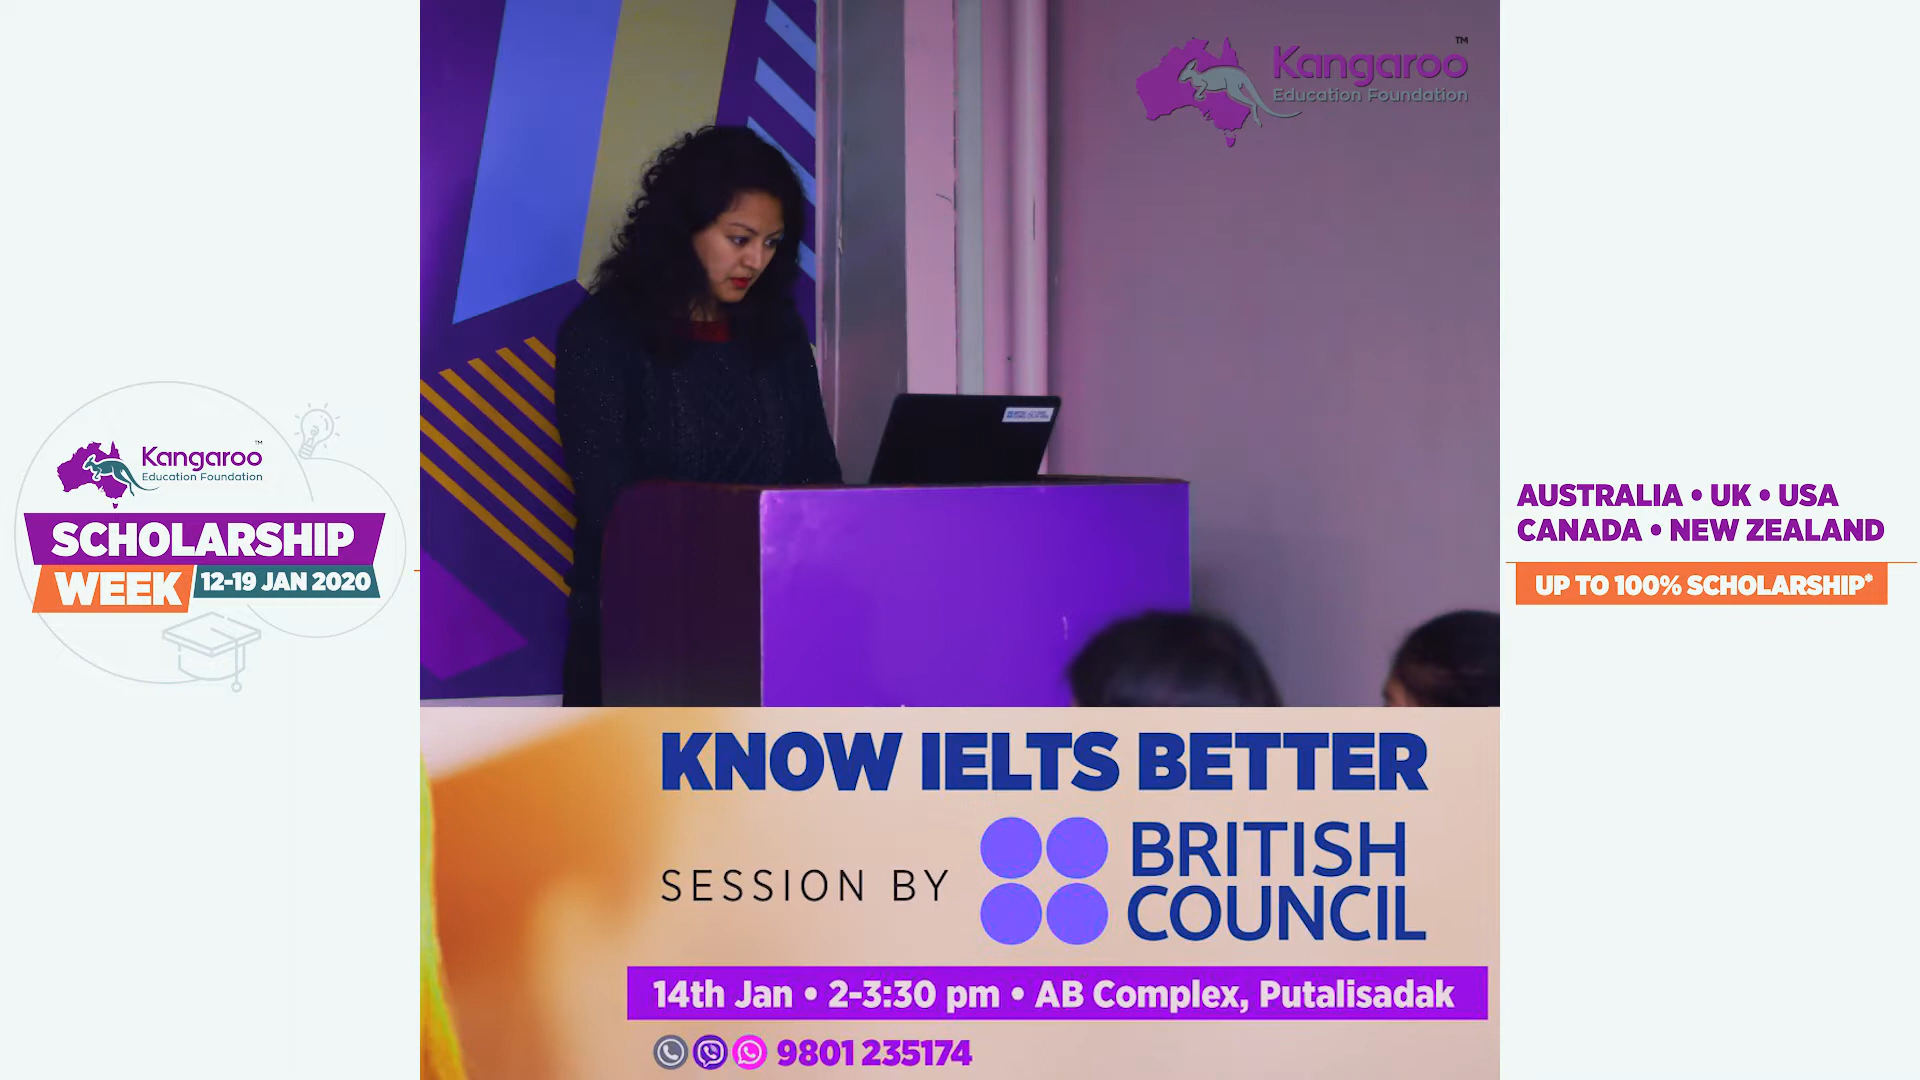 Kangaroo™
Education Foundation
SCHOLARSHIP
WEEK 12-19 JAN 2020
Kangaroo™
Education Foundation
KNOW IELTS BETTER
SESSION BY
BRITISH
COUNCIL
14th Jan • 2-3:30 pm • AB Complex, Putalisadak
9801 235174
AUSTRALIA • UK • USA
CANADA • NEW ZEALAND
UP TO 100% SCHOLARSHIP*